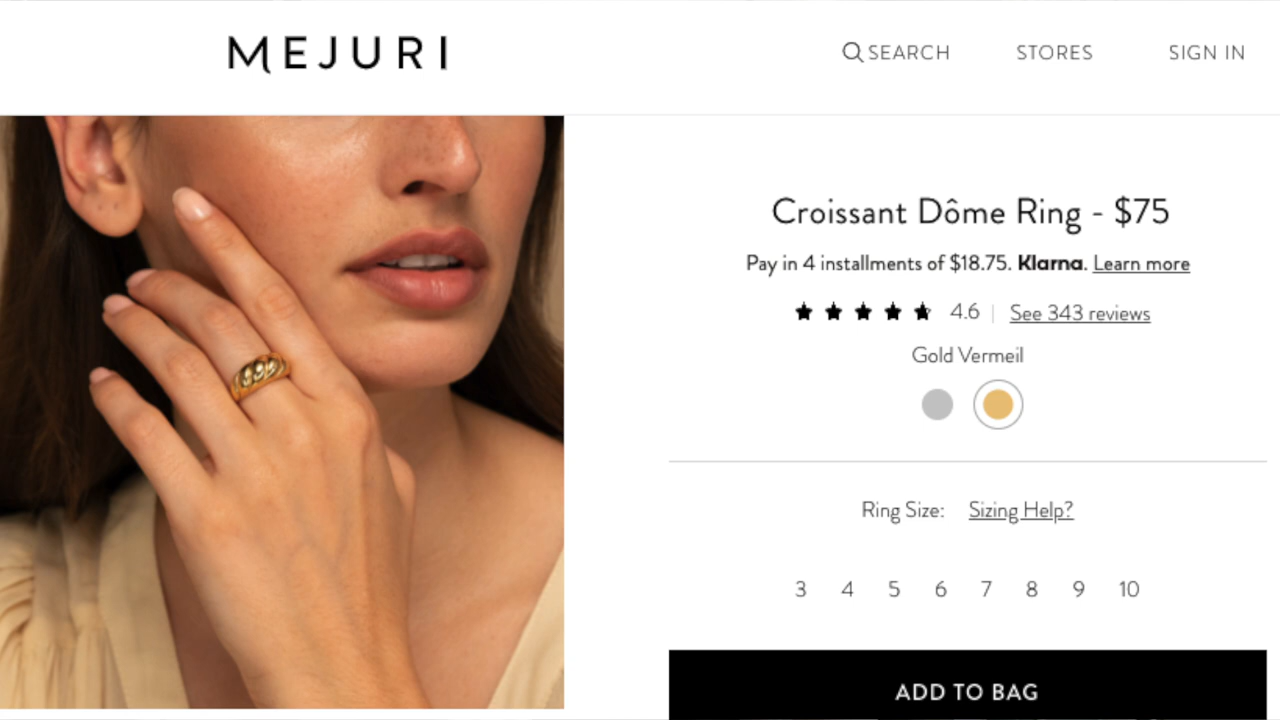 MEJURI
SEARCH STORES SIGN IN
Croissant Dôme Ring - $75
Pay in 4 installments of $18.75. Klarna. Learn more
4.6 | See 343 reviews
Gold Vermeil
Ring Size: Sizing Help?
3 4 5 6 7 8 9 10
ADD TO BAG